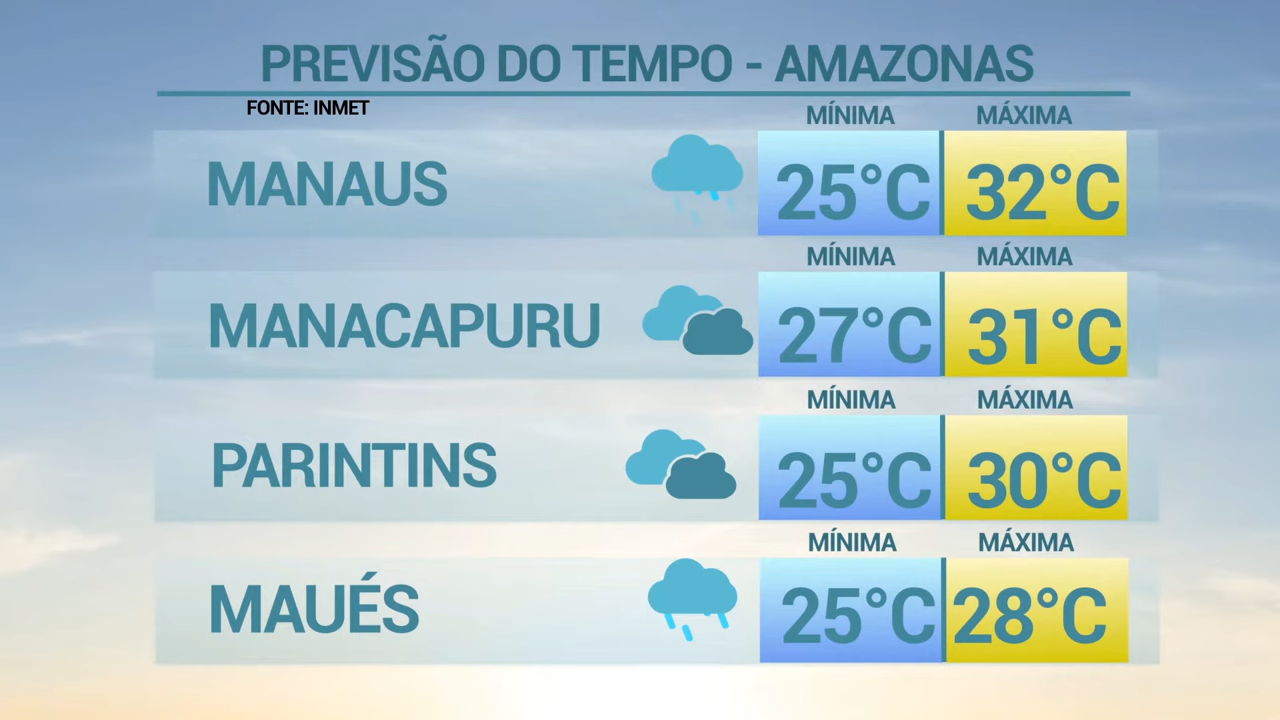 PREVISÃO DO TEMPO - AMAZONAS
FONTE: INMET
MÍNIMA MÁXIMA
MANAUS 25°C 32°C
MÍNIMA MÁXIMA
MANACAPURU 27°C 31°C
MÍNIMA MÁXIMA
PARINTINS 25°C 30°C
MÍNIMA MÁXIMA
MAUÉS 25°C 28°C